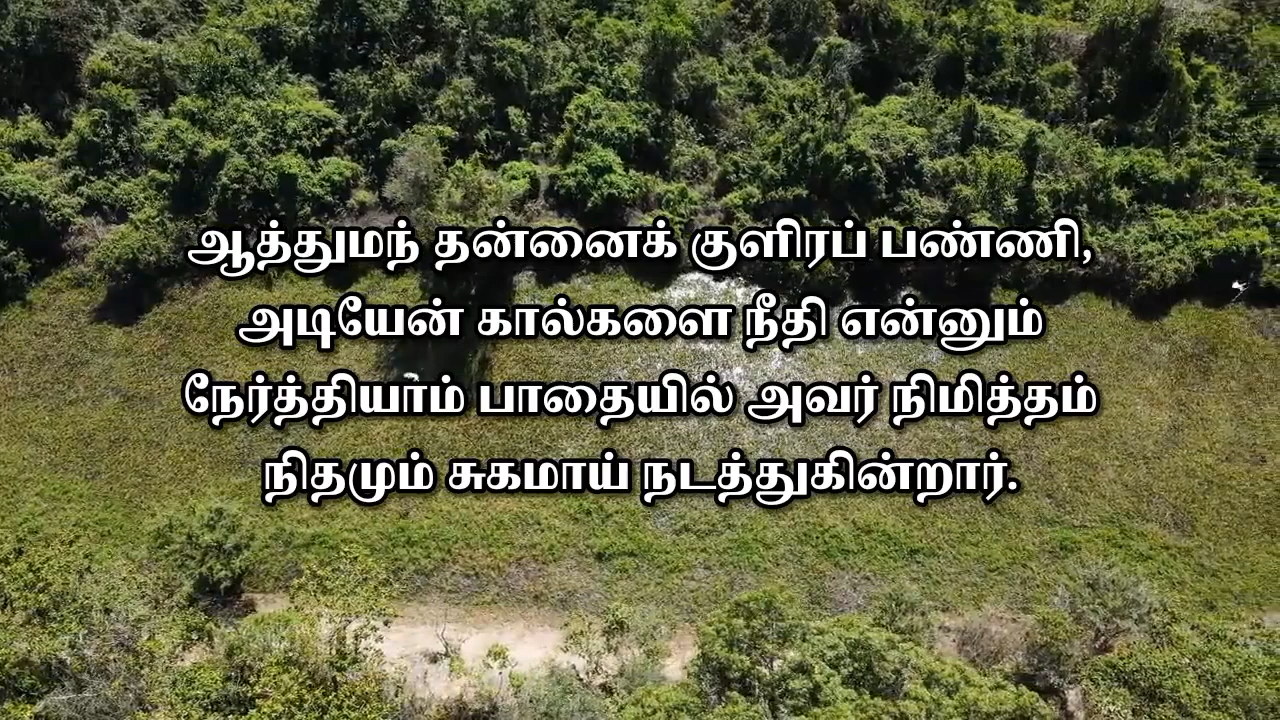 ஆத்துமந் தன்னைக் குளிரப் பண்ணி,
அடியேன் கால்களை நீதி என்னும்
நேர்த்தியாம் பாதையில் அவர் நிமித்தம்
நிதமும் சுகமாய் நடத்துகின்றார்.